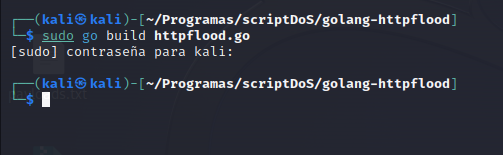 ┌──(kali㉿kali)-[~/Programas/scriptDoS/golang-httpflood]
└─$ sudo go build httpflood.go
[sudo] contraseña para kali:
┌──(kali㉿kali)-[~/Programas/scriptDoS/golang-httpflood]
└─$